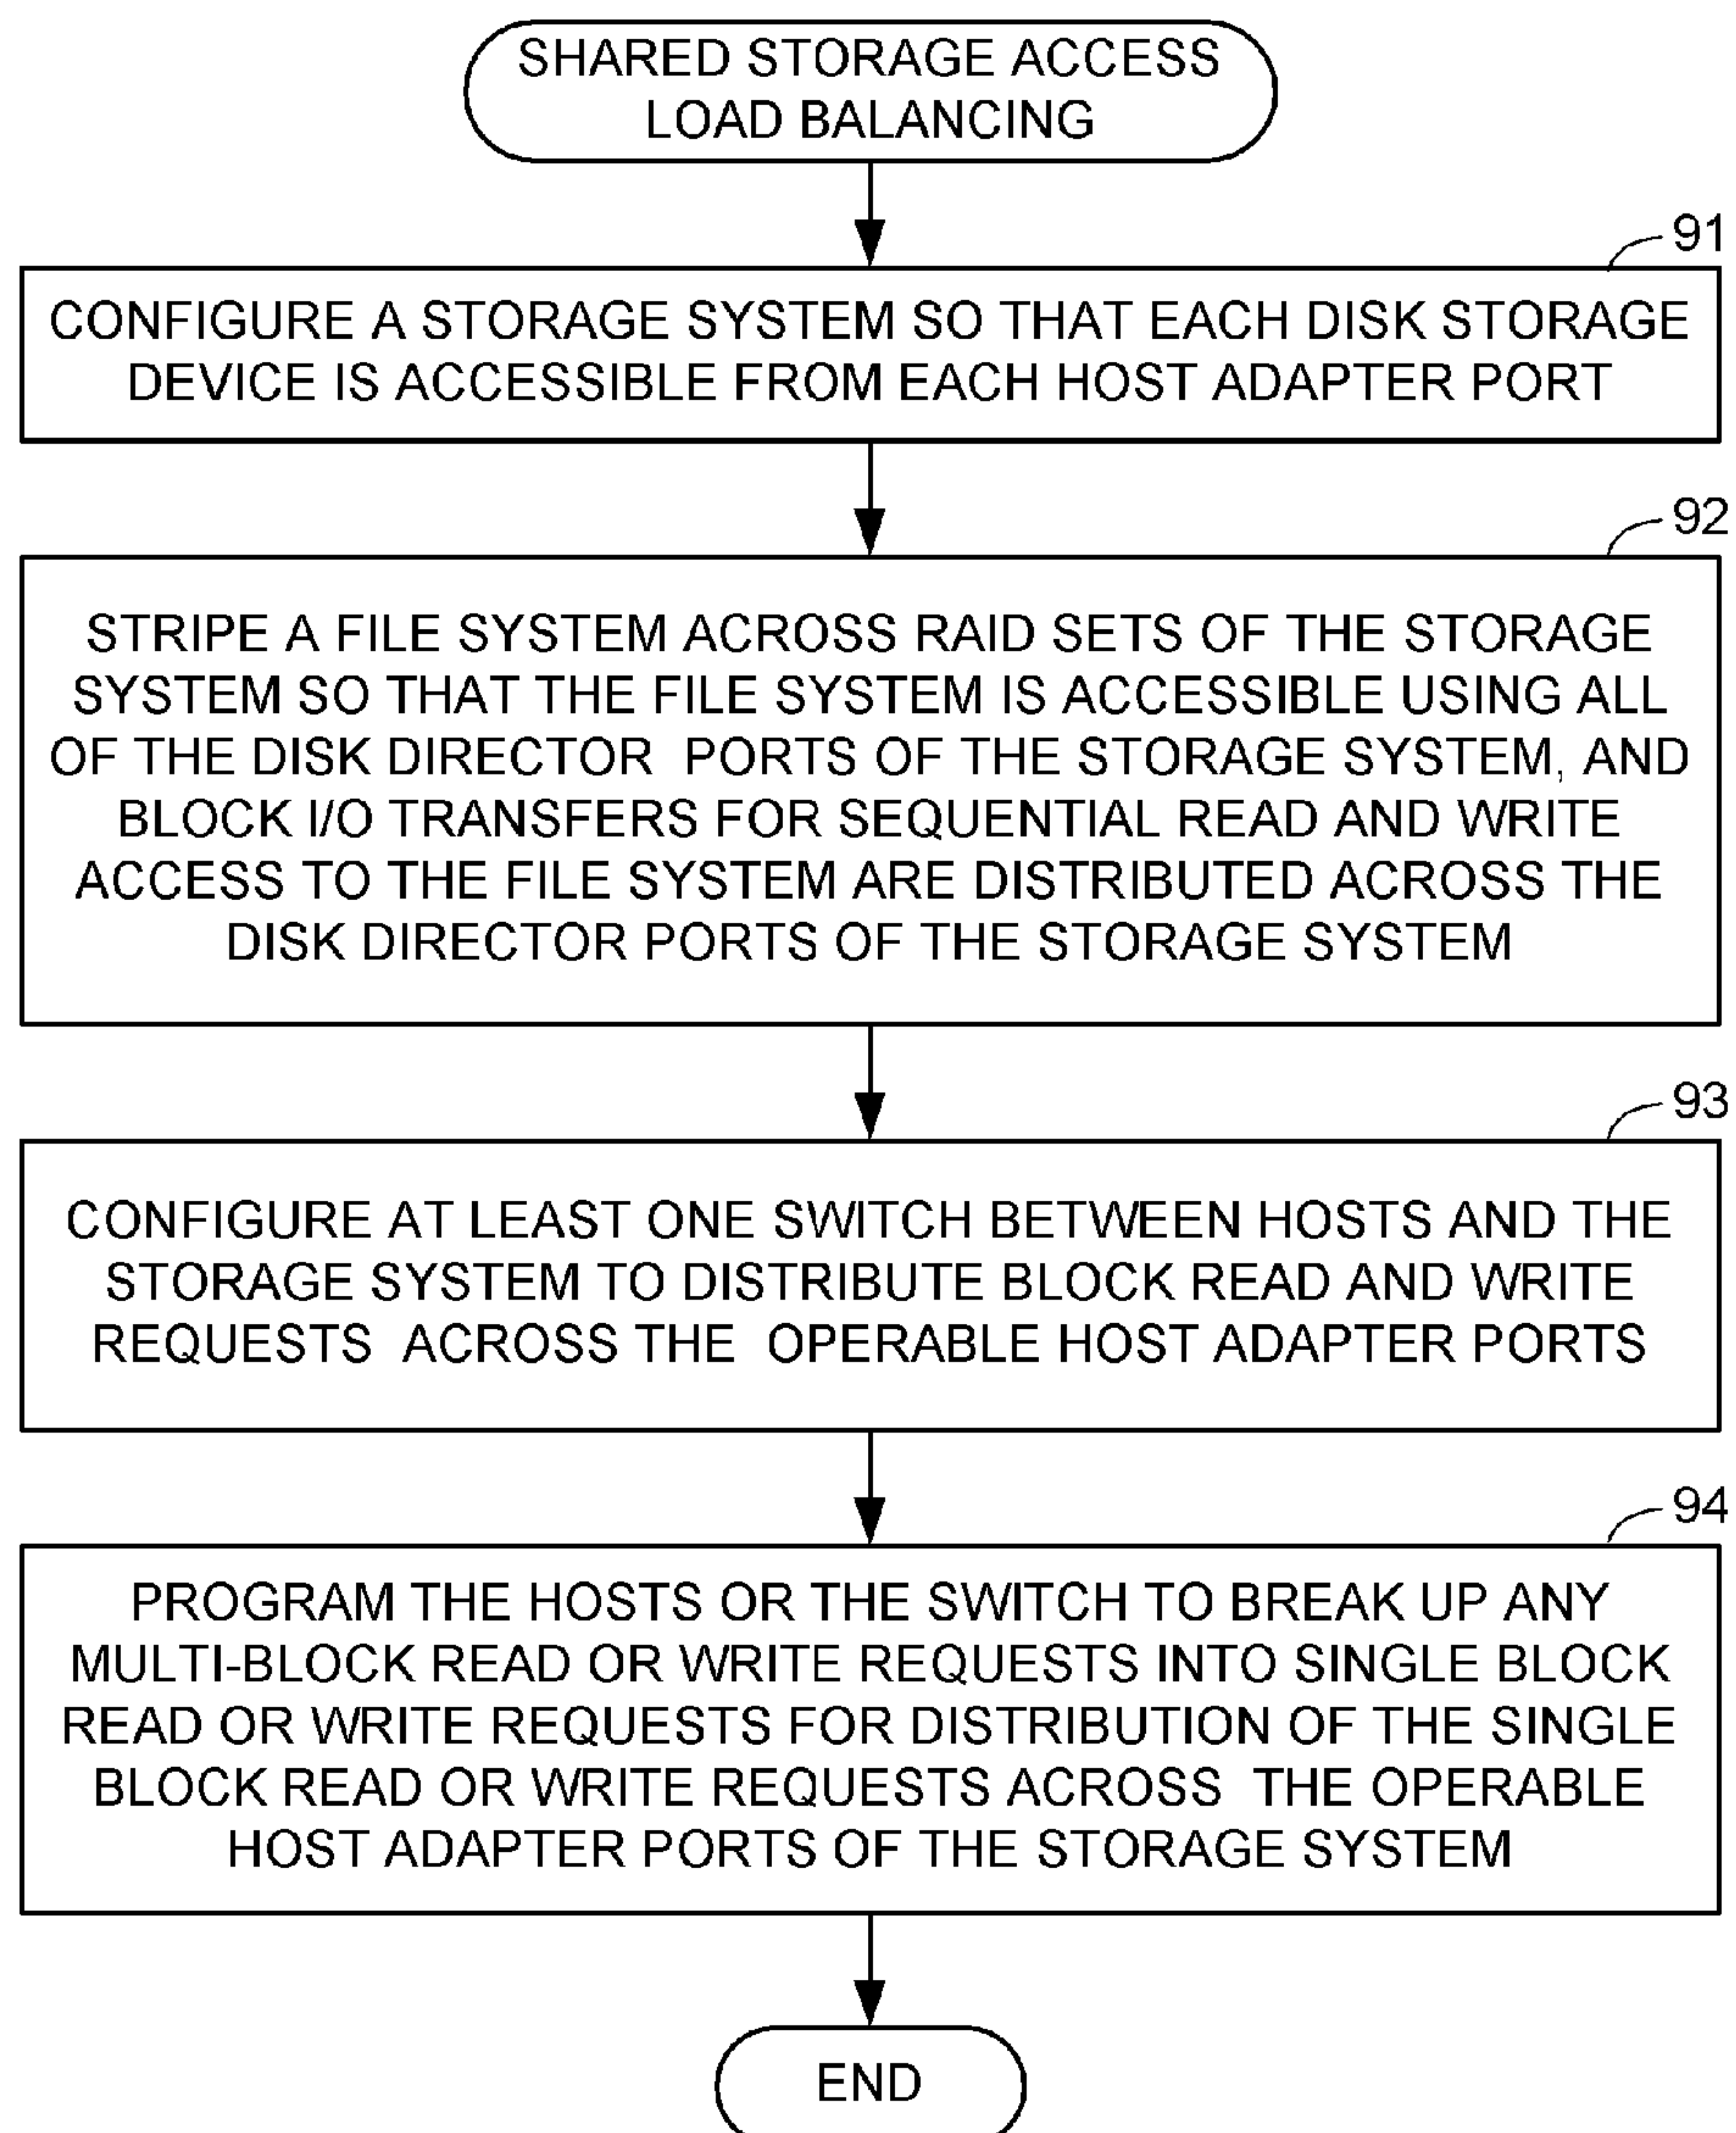 SHARED STORAGE ACCESS
LOAD BALANCING
91
CONFIGURE A STORAGE SYSTEM SO THAT EACH DISK STORAGE
DEVICE IS ACCESSIBLE FROM EACH HOST ADAPTER PORT
92
STRIPE A FILE SYSTEM ACROSS RAID SETS OF THE STORAGE
SYSTEM SO THAT THE FILE SYSTEM IS ACCESSIBLE USING ALL
OF THE DISK DIRECTOR PORTS OF THE STORAGE SYSTEM, AND
BLOCK I/O TRANSFERS FOR SEQUENTIAL READ AND WRITE
ACCESS TO THE FILE SYSTEM ARE DISTRIBUTED ACROSS THE
DISK DIRECTOR PORTS OF THE STORAGE SYSTEM
93
CONFIGURE AT LEAST ONE SWITCH BETWEEN HOSTS AND THE
STORAGE SYSTEM TO DISTRIBUTE BLOCK READ AND WRITE
REQUESTS ACROSS THE OPERABLE HOST ADAPTER PORTS
94
PROGRAM THE HOSTS OR THE SWITCH TO BREAK UP ANY
MULTI-BLOCK READ OR WRITE REQUESTS INTO SINGLE BLOCK
READ OR WRITE REQUESTS FOR DISTRIBUTION OF THE SINGLE
BLOCK READ OR WRITE REQUESTS ACROSS THE OPERABLE
HOST ADAPTER PORTS OF THE STORAGE SYSTEM
END